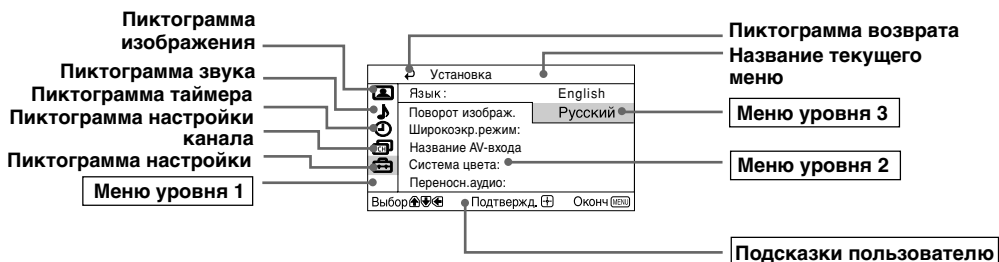 Пиктограмма
изображения
Пиктограмма звука
Пиктограмма таймера
Пиктограмма настройки
канала
Пиктограмма настройки
Меню уровня 1
Установка
Язык:
English
Поворот изображ.
Русский
Широкоэкр.режим:
Название AV-входа
Система цвета:
Переносн.аудио:
Выбор
Подтвержд.
Оконч MENU
Пиктограмма возврата
Название текущего
меню
Меню уровня 3
Меню уровня 2
Подсказки пользователю